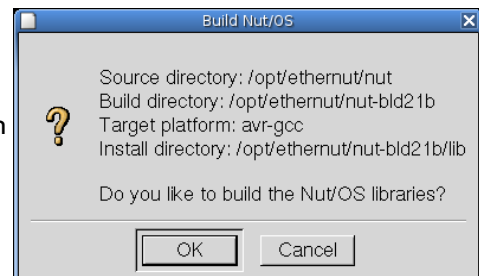 Build Nut/OS
Source directory: /opt/ethernut/nut
Build directory: /opt/ethernut/nut-bld21b
Target platform: avr-gcc
Install directory: /opt/ethernut/nut-bld21b/lib
Do you like to build the Nut/OS libraries?
OK
Cancel